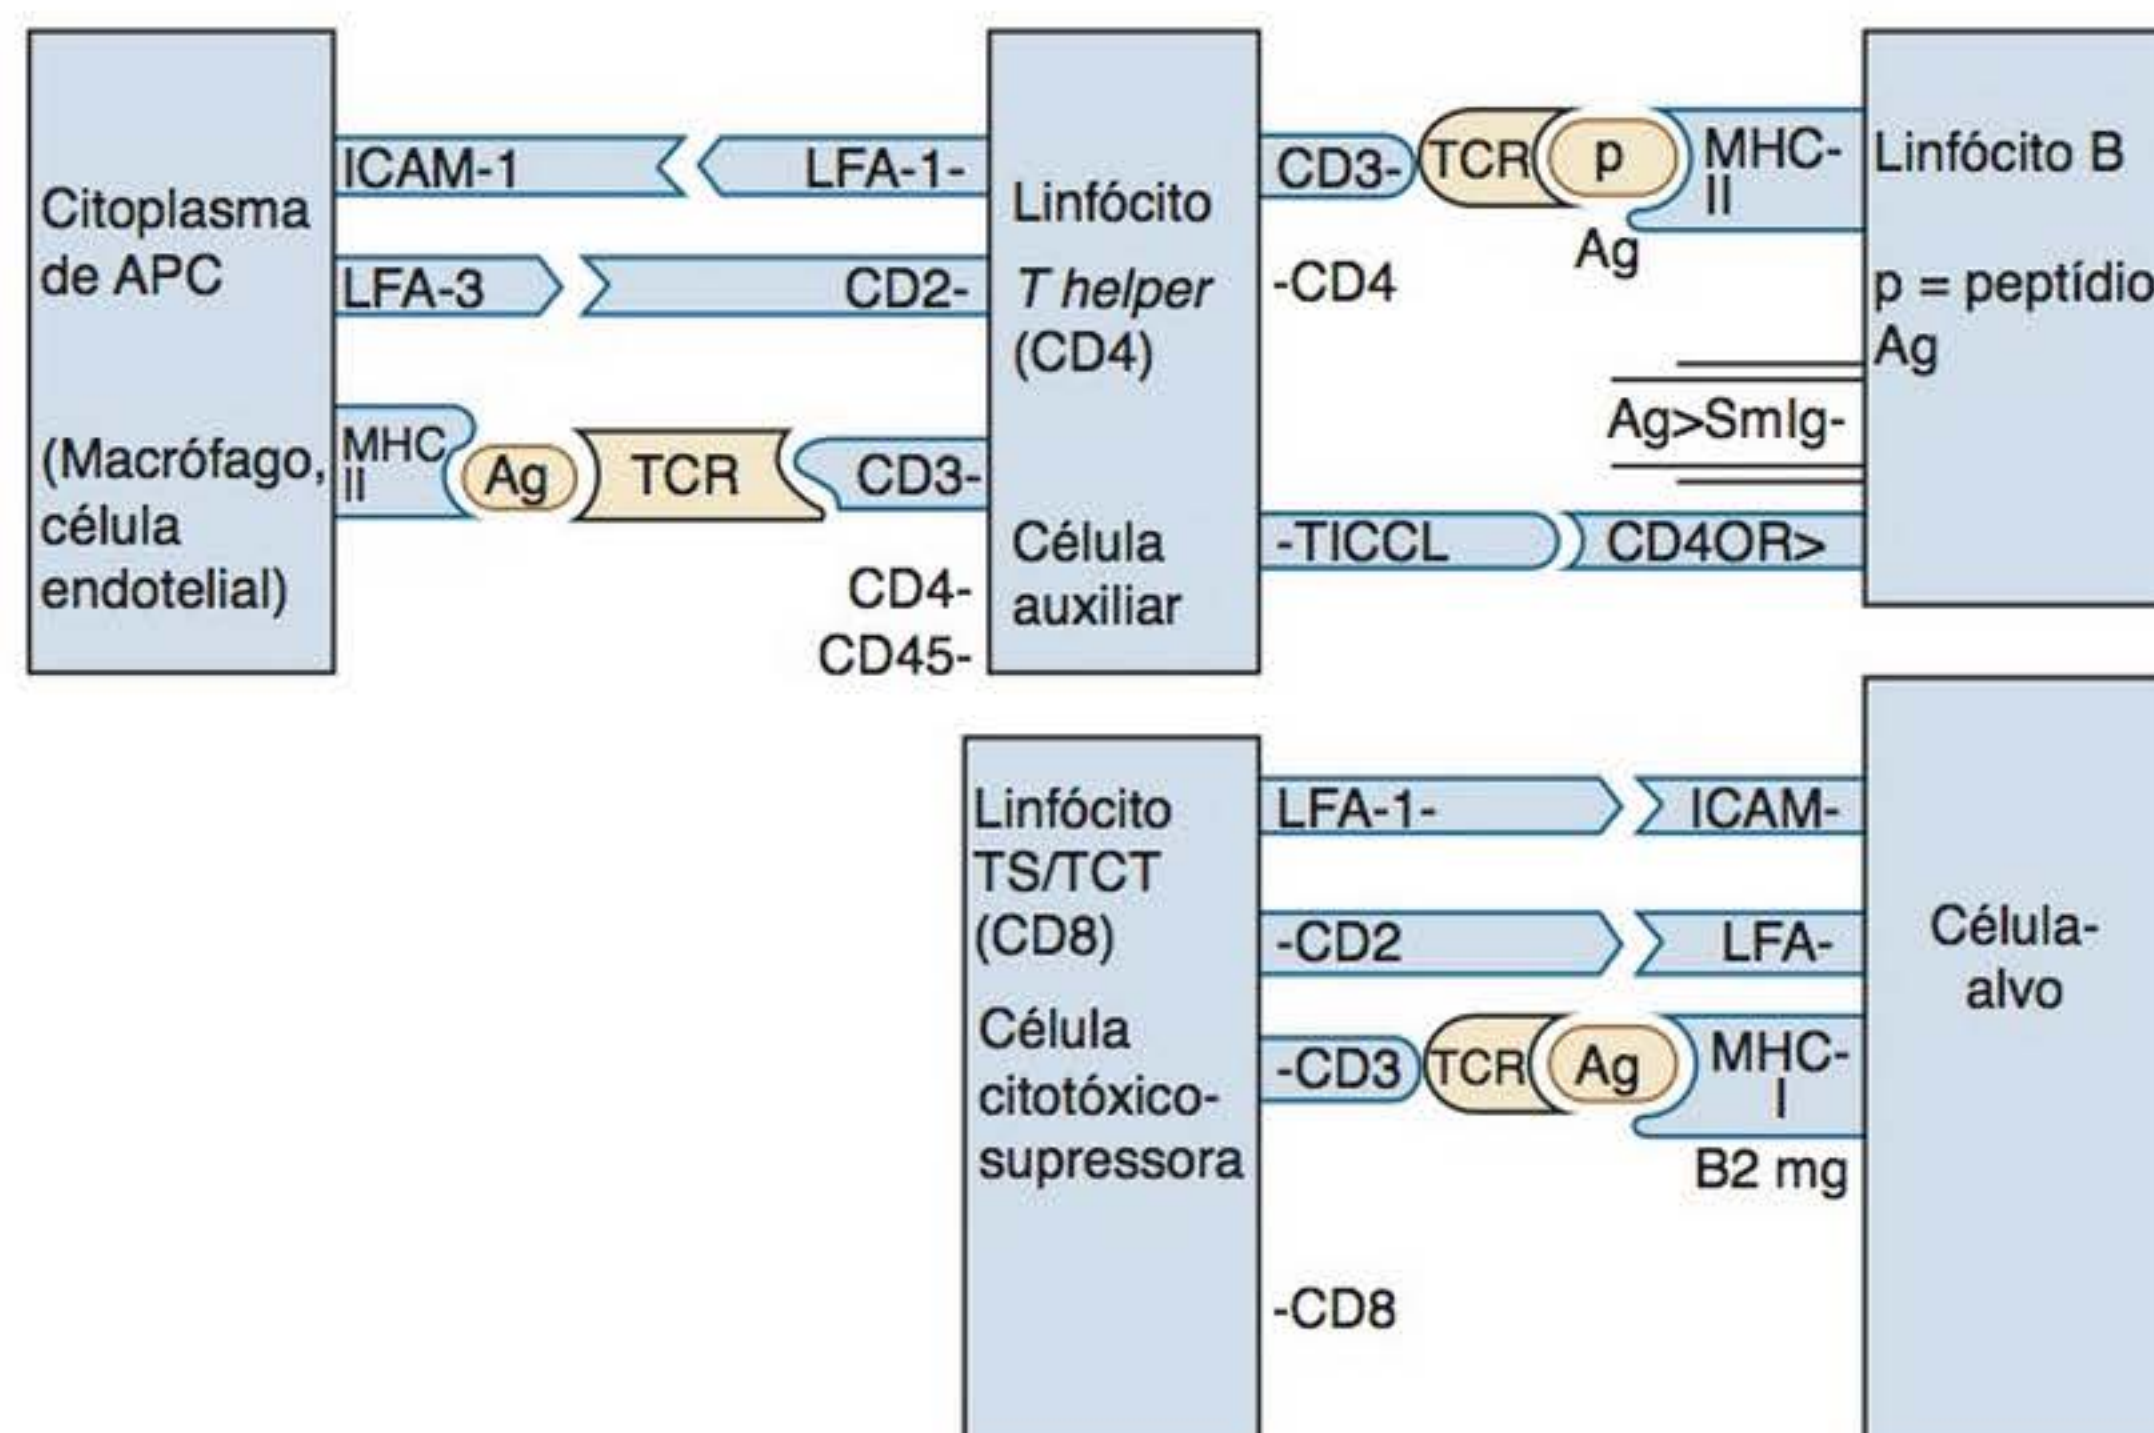 Citoplasma
de APC
(Macrófago,
célula
endotelial)
ICAM-1
LFA-1-
LFA-3
CD2-
MHC
II
Ag
TCR
CD3-
CD4-
CD45-
Linfócito
T helper
(CD4)
Célula
auxiliar
CD3-
TCR
p
MHC-
II
Ag
-CD4
Ag>SmIg-
-TICCL
CD4OR>
Linfócito B
p = peptídio
Ag
Linfócito
TS/TCT
(CD8)
Célula
citotóxico-
supressora
LFA-1-
ICAM-
-CD2
LFA-
-CD3
TCR
Ag
MHC-
I
B2 mg
-CD8
Célula-
alvo